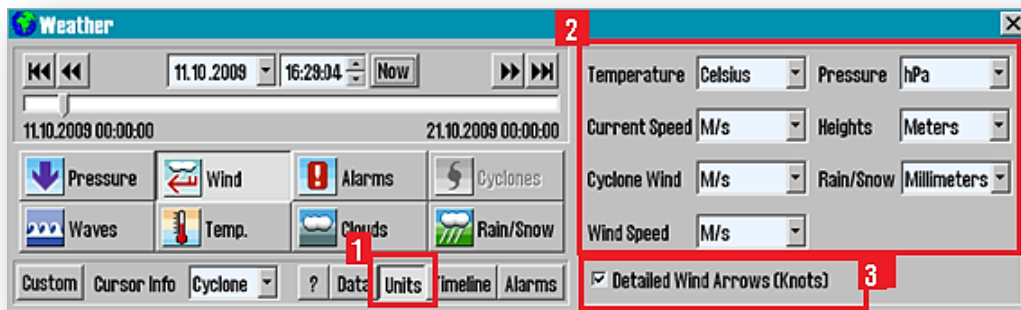 Weather
2
11.10.2009 16:29:04 Now
11.10.2009 00:00:00 21.10.2009 00:00:00
Pressure Wind Alarms Cyclones
Waves Temp. Clouds Rain/Snow
1
Custom Cursor Info Cyclone ? Data Units Timeline Alarms
Temperature Celsius Pressure hPa
Current Speed M/s Heights Meters
Cyclone Wind M/s Rain/Snow Millimeters
Wind Speed M/s
Detailed Wind Arrows (Knots) 3